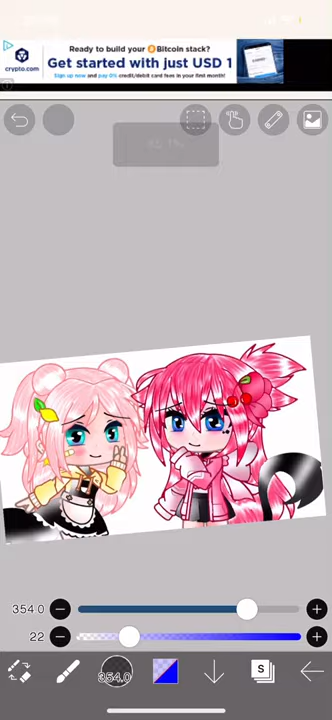 Ready to build your Bitcoin stack?
crypto.com
Get started with just USD 1
Sign up now and pay 0% credit/debit card fees in your first month!
354.0
22
354.0
S